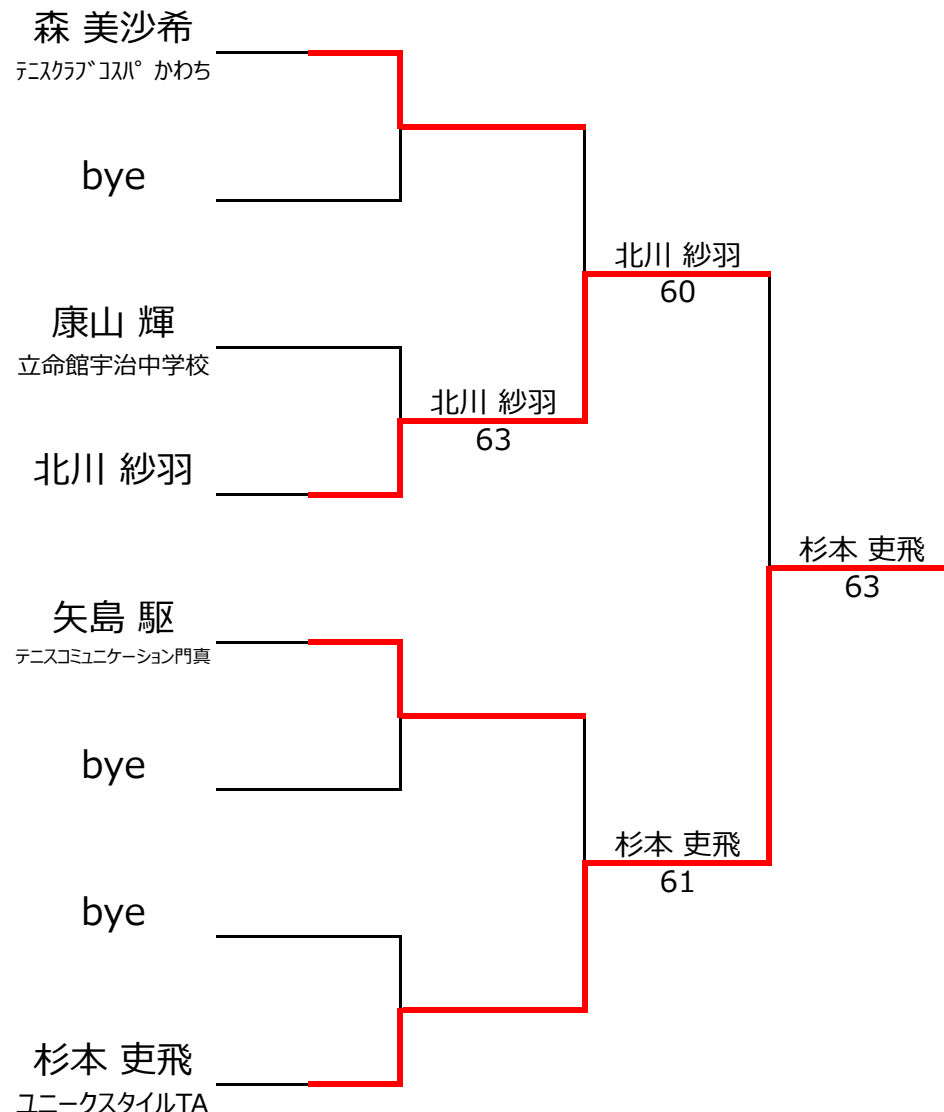 森 美沙希
ﾃﾆｽｸﾗﾌﾞｺｽﾊﾟ かわち
bye
北川 紗羽
60
康山 輝
立命館宇治中学校
北川 紗羽
63
北川 紗羽
杉本 吏飛
63
矢島 駆
テニスコミュニケーション門真
bye
杉本 吏飛
61
bye
杉本 吏飛
ユニークスタイルTA